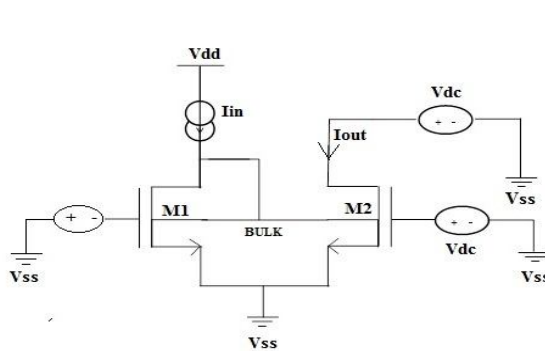 Vdd
Iin
Vdc
+ -
Iout
Vss
M1
M2
+ -
BULK
+ -
Vdc
Vss
Vss
Vss